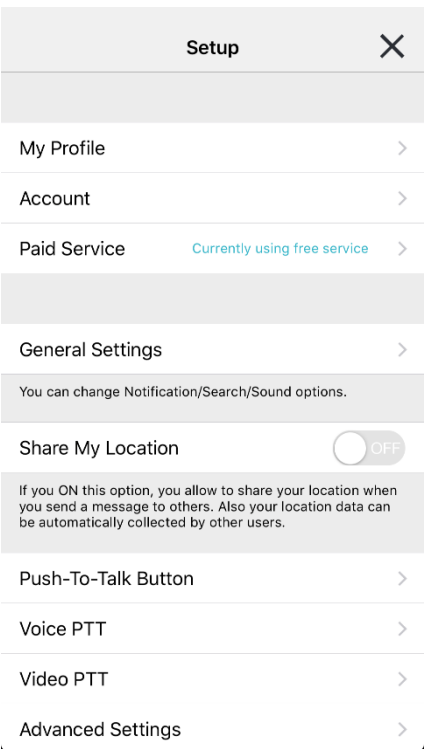 Setup
My Profile
Account
Paid Service Currently using free service
General Settings
You can change Notification/Search/Sound options.
Share My Location OFF
If you ON this option, you allow to share your location when
you send a message to others. Also your location data can
be automatically collected by other users.
Push-To-Talk Button
Voice PTT
Video PTT
Advanced Settings